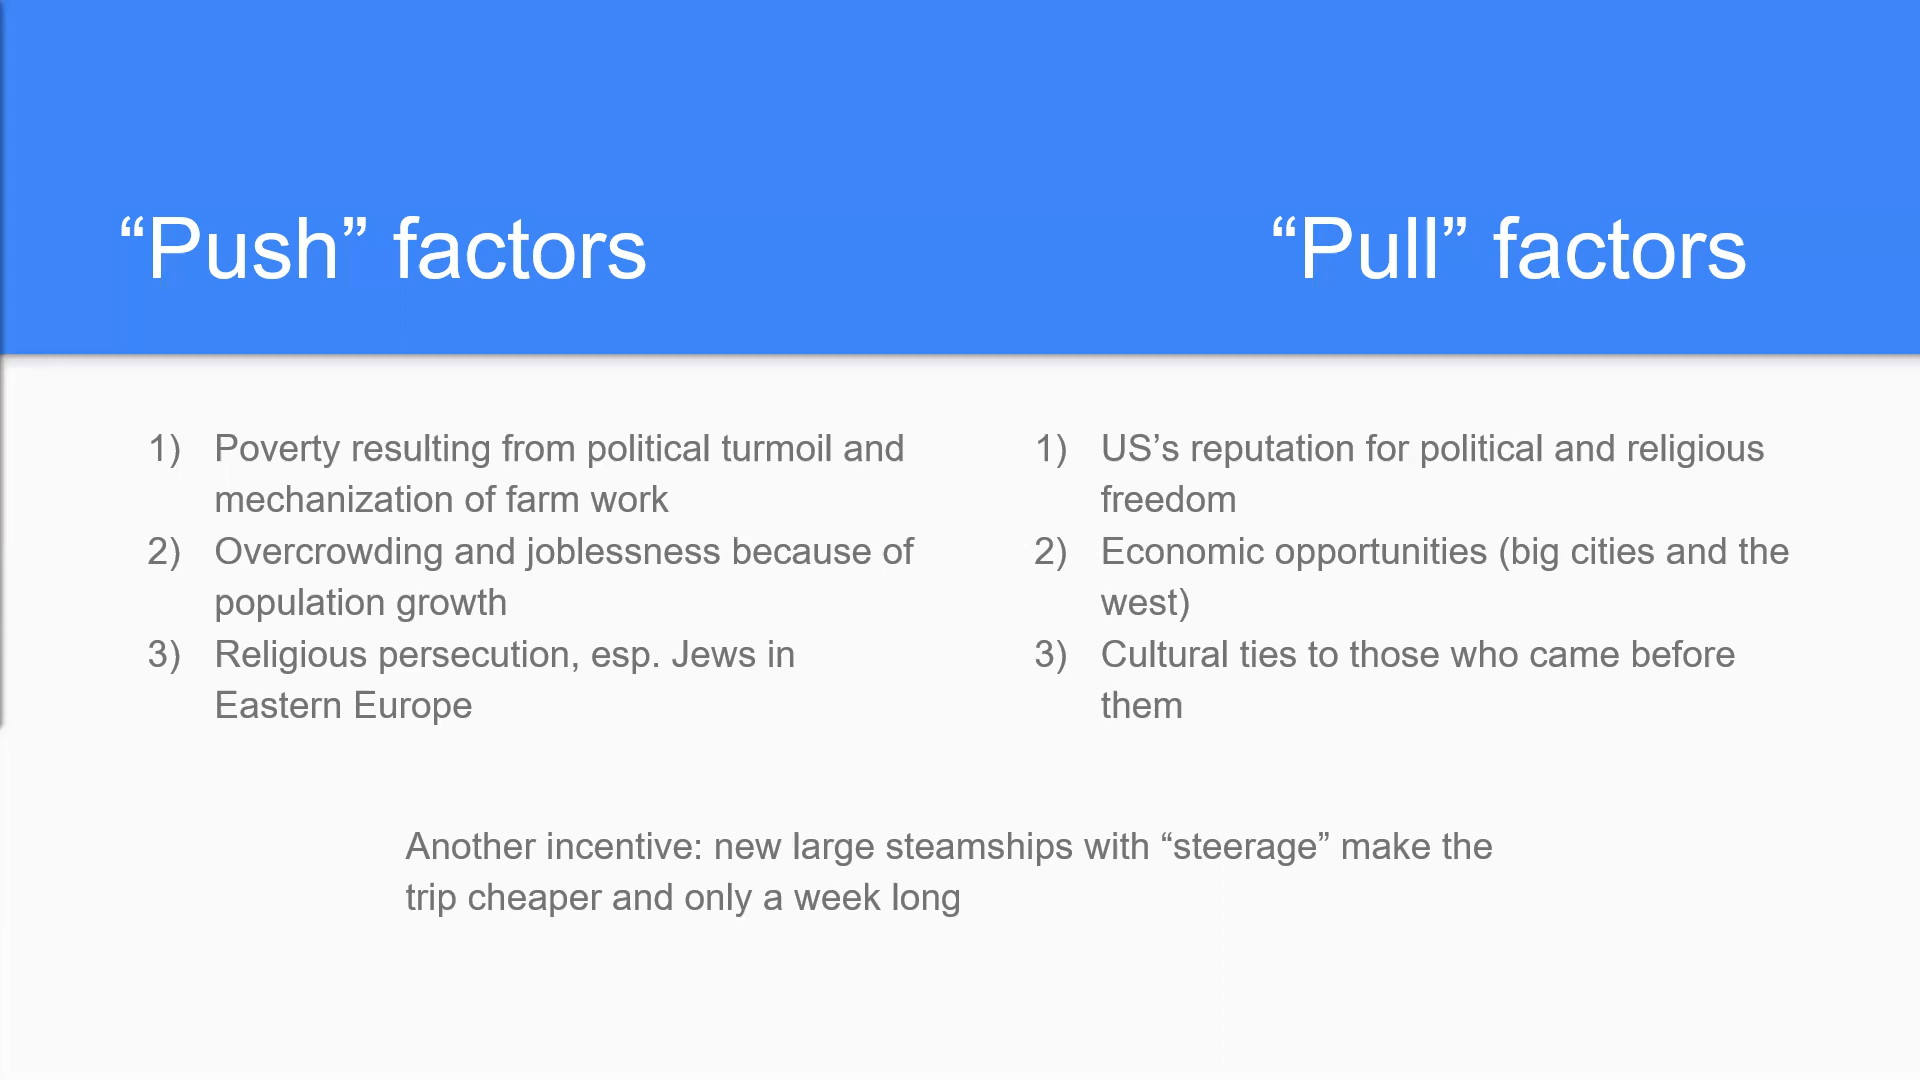 “Push” factors
“Pull” factors
1) Poverty resulting from political turmoil and
mechanization of farm work
2) Overcrowding and joblessness because of
population growth
3) Religious persecution, esp. Jews in
Eastern Europe
1) US’s reputation for political and religious
freedom
2) Economic opportunities (big cities and the
west)
3) Cultural ties to those who came before
them
Another incentive: new large steamships with “steerage” make the
trip cheaper and only a week long